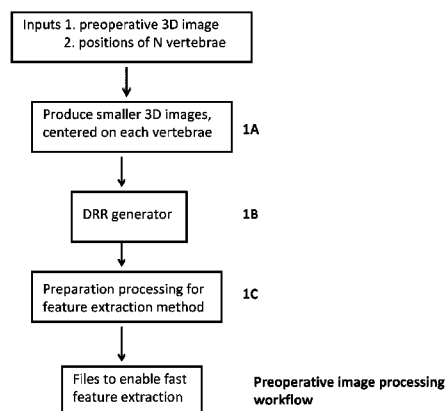 Inputs 1. preoperative 3D image
2. positions of N vertebrae
Produce smaller 3D images,
centered on each vertebrae
1A
DRR generator
1B
Preparation processing for
feature extraction method
1C
Files to enable fast
feature extraction
Preoperative image processing
workflow